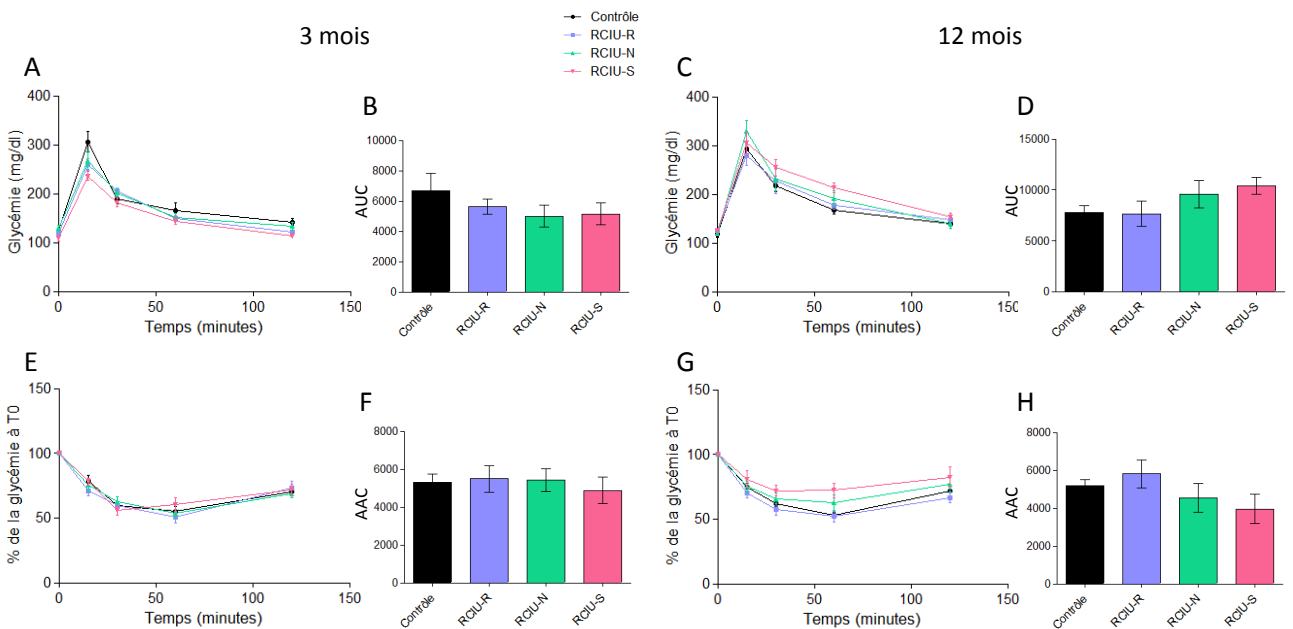 3 mois
Contrôle
RCIU-R
RCIU-N
RCIU-S
12 mois
A
400
300
200
100
0
Glycémie (mg/dl)
0
50
100
150
Temps (minutes)
B
10000
8000
6000
4000
2000
0
AUC
Contrôle
RCIU-R
RCIU-N
RCIU-S
C
400
300
200
100
0
Glycémie (mg/dl)
0
50
100
150
Temps (minutes)
D
15000
10000
5000
0
AUC
Contrôle
RCIU-R
RCIU-N
RCIU-S
E
150
100
50
0
% de la glycémie à T0
0
50
100
150
Temps (minutes)
F
8000
6000
4000
2000
0
AAC
Contrôle
RCIU-R
RCIU-N
RCIU-S
G
150
100
50
0
% de la glycémie à T0
0
50
100
150
Temps (minutes)
H
8000
6000
4000
2000
0
AAC
Contrôle
RCIU-R
RCIU-N
RCIU-S